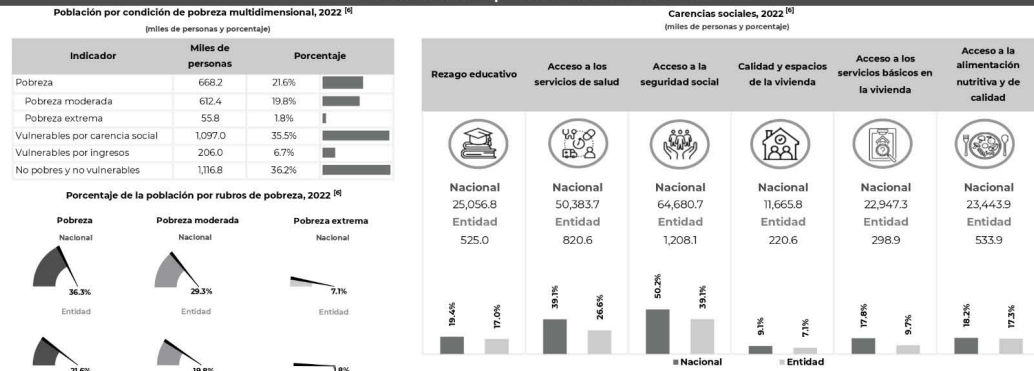 Población por condición de pobreza multidimensional, 2022 [6]
(miles de personas y porcentaje)
Indicador Miles de personas Porcentaje
Pobreza 668.2 21.6%
Pobreza moderada 612.4 19.8%
Pobreza extrema 55.8 1.8%
Vulnerables por carencia social 1,097.0 35.5%
Vulnerables por ingresos 206.0 6.7%
No pobres y no vulnerables 1,116.8 36.2%
Porcentaje de la población por rubros de pobreza, 2022 [6]
Pobreza Pobreza moderada Pobreza extrema
Nacional Nacional Nacional
36.3% 29.3% 7.1%
Entidad Entidad Entidad
21.6% 19.8% 1.8%
Carencias sociales, 2022 [6]
(miles de personas y porcentaje)
Rezago educativo
Acceso a los servicios de salud
Acceso a la seguridad social
Calidad y espacios de la vivienda
Acceso a los servicios básicos en la vivienda
Acceso a la alimentación nutritiva y de calidad
Nacional Nacional Nacional Nacional Nacional Nacional
25,056.8 50,383.7 64,680.7 11,665.8 22,947.3 23,443.9
Entidad Entidad Entidad Entidad Entidad Entidad
525.0 820.6 1,208.1 220.6 298.9 533.9
19.4% 17.0% 39.1% 26.6% 50.2% 39.1% 9.1% 7.1% 17.8% 9.7% 18.2% 17.3%
Nacional Entidad